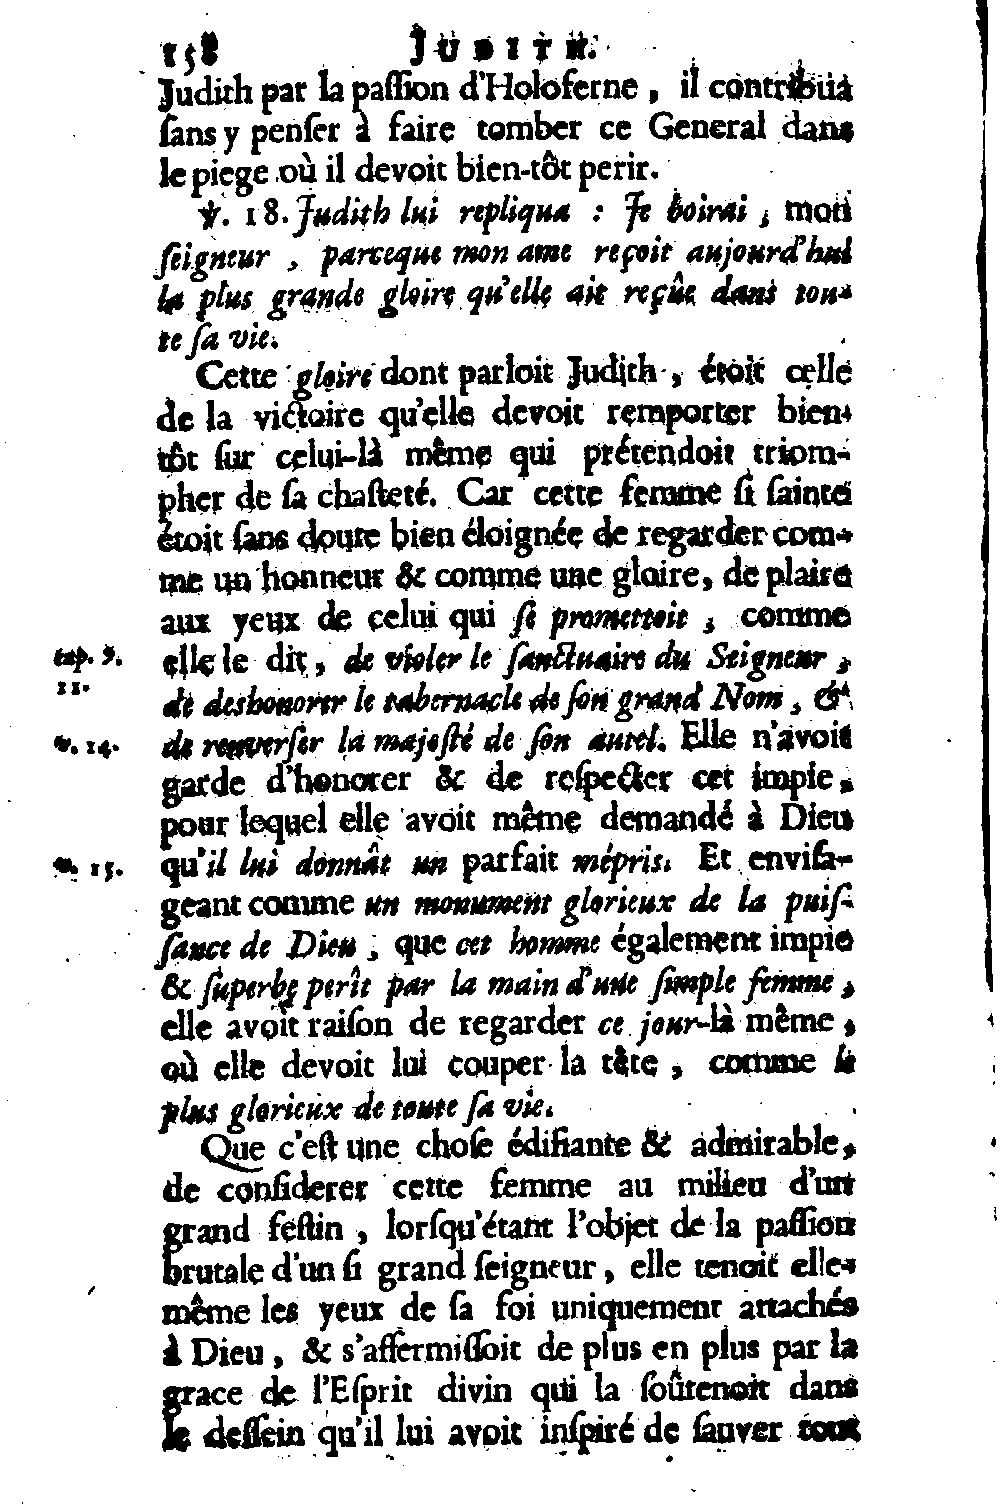 158 JUDITH.
Judith par la paſſion d'Holoferne, il contribua
ſans y penſer à faire tomber ce General dans
le piege où il devoit bien-tôt perir.
℣. 18. Judith lui repliqua : Je boirai, mon
ſeigneur, parceque mon ame reçoit aujourd'hui
la plus grande gloire qu'elle ait reçûe dans tou-
te ſa vie.
Cette gloire dont parloit Judith, étoit celle
de la victoire qu'elle devoit remporter bien-
tôt ſur celui-là même qui prétendoit triom-
pher de ſa chaſteté. Car cette femme ſi ſainte
étoit ſans doute bien éloignée de regarder com-
me un honneur & comme une gloire, de plaire
aux yeux de celui qui ſe promettoit, comme
cap. 9. elle le dit, de violer le ſanctuaire du Seigneur,
11. de deshonorer le tabernacle de ſon grand Nom, &
v. 14. de renverſer la majeſté de ſon autel. Elle n'avoit
garde d'honorer & de reſpecter cet impie,
pour lequel elle avoit même demandé à Dieu
v. 15. qu'il lui donnât un parfait mépris. Et enviſa-
geant comme un monument glorieux de la puiſ-
ſance de Dieu, que cet homme également impie
& ſuperbe perît par la main d'une ſimple femme,
elle avoit raiſon de regarder ce jour-là même,
où elle devoit lui couper la tête, comme le
plus glorieux de toute ſa vie.
Que c'eſt une choſe édifiante & admirable,
de conſiderer cette femme au milieu d'un
grand feſtin, lorſqu'étant l'objet de la paſſion
brutale d'un ſi grand ſeigneur, elle tenoit elle-
même les yeux de ſa foi uniquement attachés
à Dieu, & s'affermiſſoit de plus en plus par la
grace de l'Eſprit divin qui la ſoûtenoit dans
le deſſein qu'il lui avoit inſpiré de ſauver tout